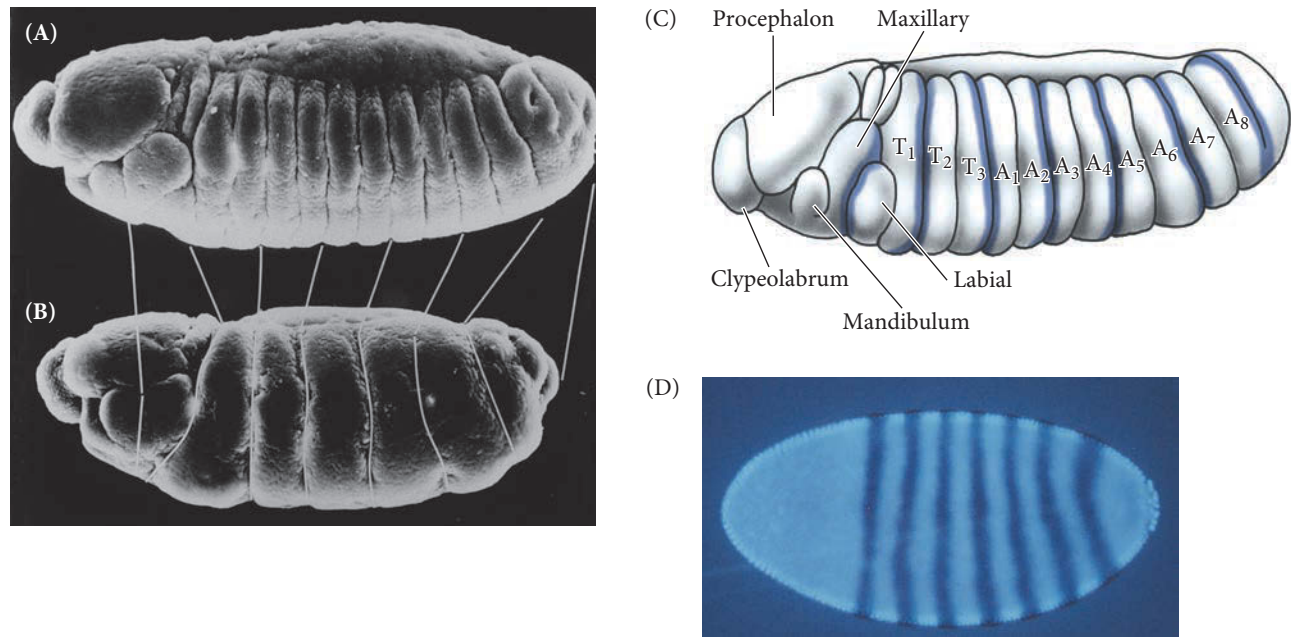 (A)
(B)
(C)
Procephalon
Maxillary
T1
T2
T3
A1
A2
A3
A4
A5
A6
A7
A8
Clypeolabrum
Labial
Mandibulum
(D)